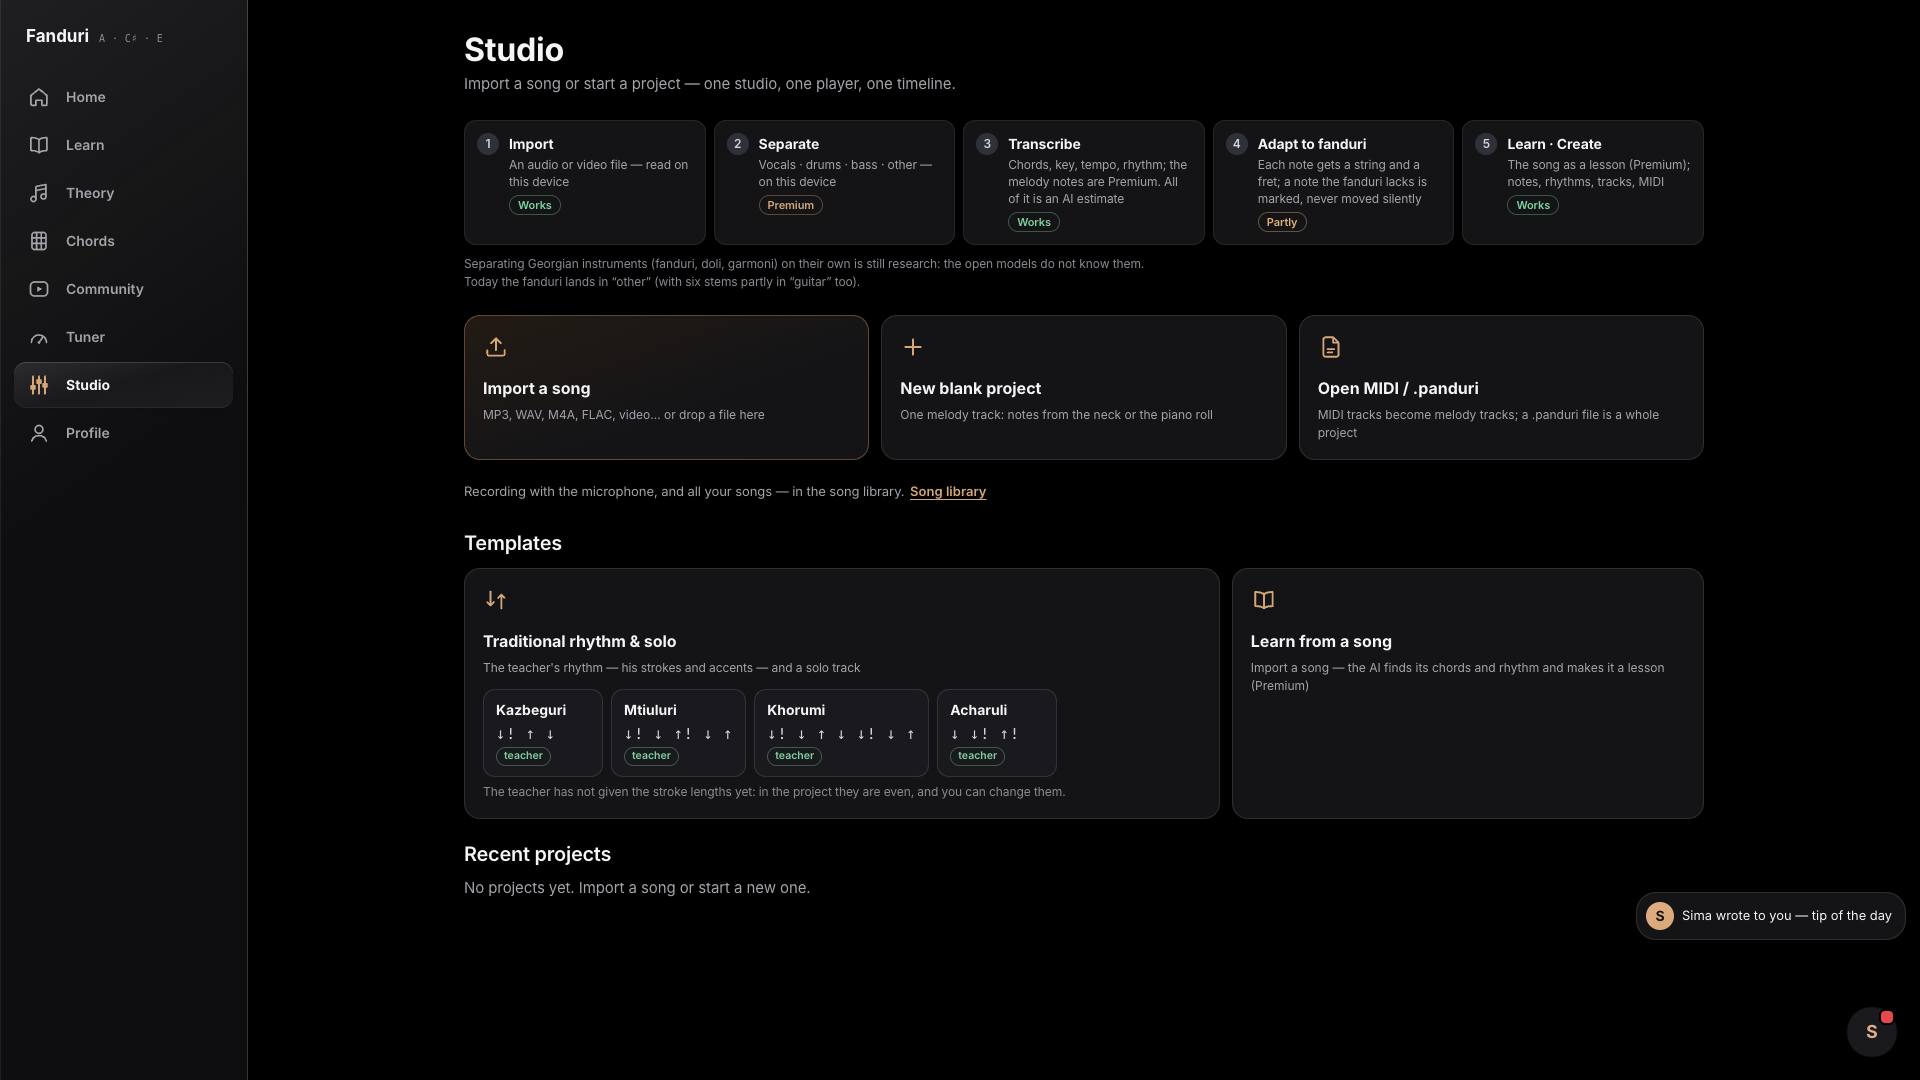 Fanduri A · C♯ · E
Home
Learn
Theory
Chords
Community
Tuner
Studio
Profile
Studio
Import a song or start a project — one studio, one player, one timeline.
1 Import
An audio or video file — read on
this device
Works
2 Separate
Vocals · drums · bass · other —
on this device
Premium
3 Transcribe
Chords, key, tempo, rhythm; the
melody notes are Premium. All
of it is an AI estimate
Works
4 Adapt to fanduri
Each note gets a string and a
fret; a note the fanduri lacks is
marked, never moved silently
Partly
5 Learn · Create
The song as a lesson (Premium);
notes, rhythms, tracks, MIDI
Works
Separating Georgian instruments (fanduri, doli, garmoni) on their own is still research: the open models do not know them.
Today the fanduri lands in “other” (with six stems partly in “guitar” too).
Import a song
MP3, WAV, M4A, FLAC, video… or drop a file here
New blank project
One melody track: notes from the neck or the piano roll
Open MIDI / .panduri
MIDI tracks become melody tracks; a .panduri file is a whole
project
Recording with the microphone, and all your songs — in the song library. Song library
Templates
Traditional rhythm & solo
The teacher's rhythm — his strokes and accents — and a solo track
Kazbeguri
↓! ↑ ↓
teacher
Mtiuluri
↓! ↓ ↑! ↓ ↑
teacher
Khorumi
↓! ↓ ↑ ↓ ↓! ↓ ↑
teacher
Acharuli
↓ ↓! ↑!
teacher
The teacher has not given the stroke lengths yet: in the project they are even, and you can change them.
Learn from a song
Import a song — the AI finds its chords and rhythm and makes it a lesson
(Premium)
Recent projects
No projects yet. Import a song or start a new one.
S Sima wrote to you — tip of the day
S